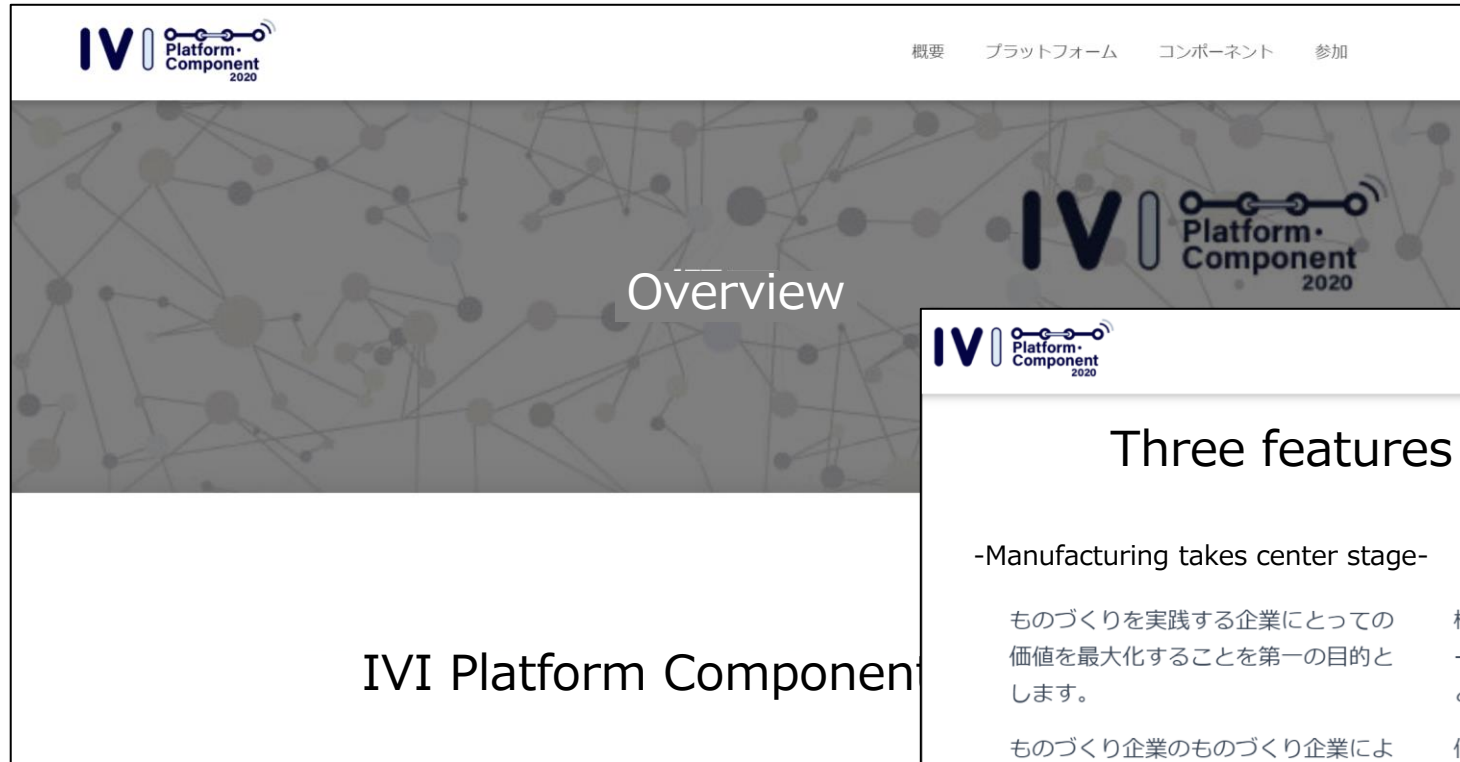 IVI Platform・
Component
2020
概要 プラットフォーム コンポーネント 参加
IVI Platform・
Component
2020
Overview
IVI Platform Component
IVI Platform・
Component
2020
Three features
-Manufacturing takes center stage-
ものづくりを実践する企業にとっての
価値を最大化することを第一の目的と
します。
ものづくり企業のものづくり企業によ